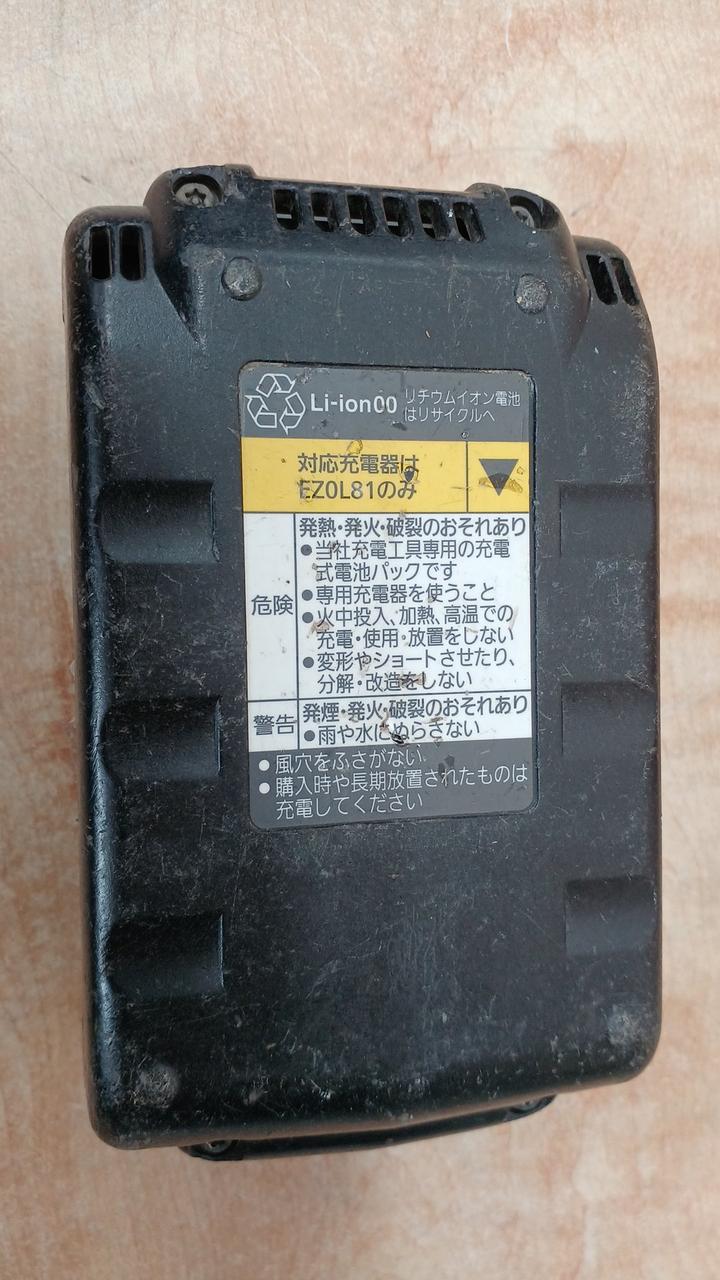 Li-ion00 リチウムイオン電池
はリサイクルへ
対応充電器は
EZ0L81のみ
危険
発熱・発火・破裂のおそれあり
●当社充電工具専用の充電
式電池パックです
●専用充電器を使うこと
●火中投入、加熱、高温での
充電・使用・放置をしない
●変形やショートさせたり、
分解・改造をしない
警告
発煙・発火・破裂のおそれあり
●雨や水にぬらさない
●風穴をふさがない
●購入時や長期放置されたものは
充電してください